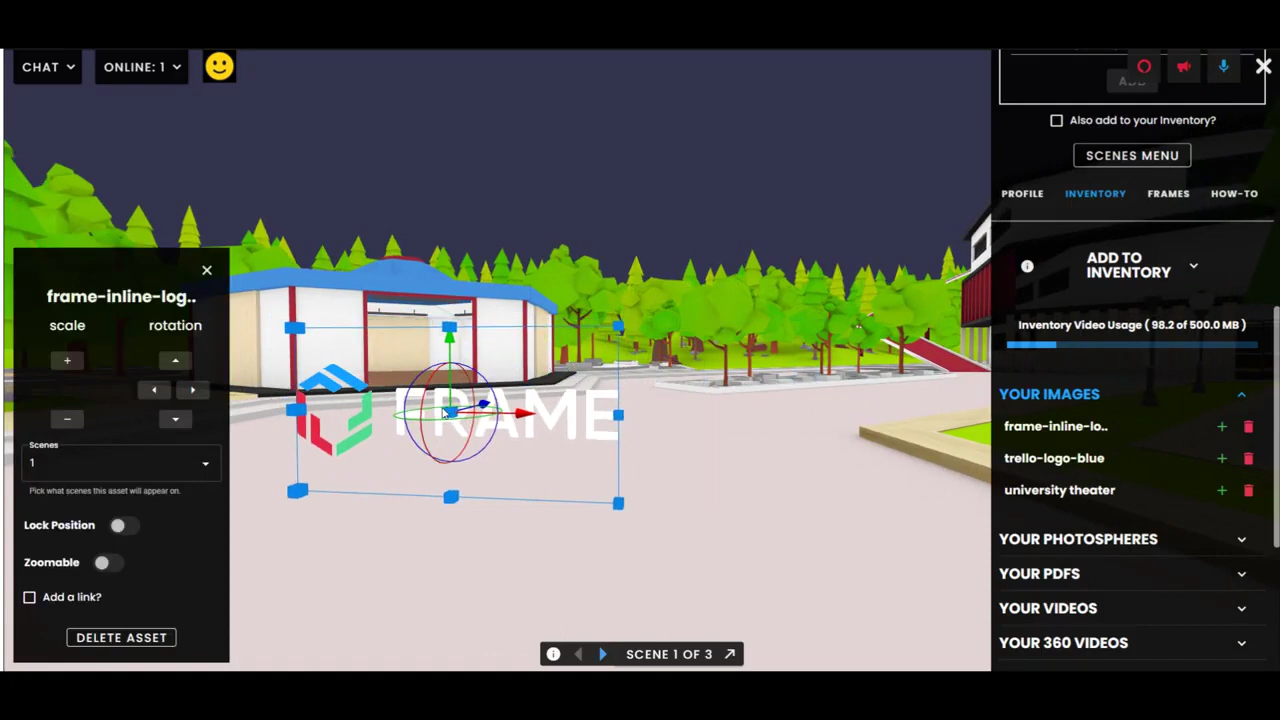 CHAT
ONLINE: 1
frame-inline-log..
scale
rotation
+
−
Scenes
1
Pick what scenes this asset will appear on.
Lock Position
Zoomable
Add a link?
DELETE ASSET
FRAME
SCENE 1 OF 3
ADD
Also add to your Inventory?
SCENES MENU
PROFILE INVENTORY FRAMES HOW-TO
ADD TO
INVENTORY
Inventory Video Usage ( 98.2 of 500.0 MB )
YOUR IMAGES
frame-inline-lo..
trello-logo-blue
university theater
YOUR PHOTOSPHERES
YOUR PDFS
YOUR VIDEOS
YOUR 360 VIDEOS